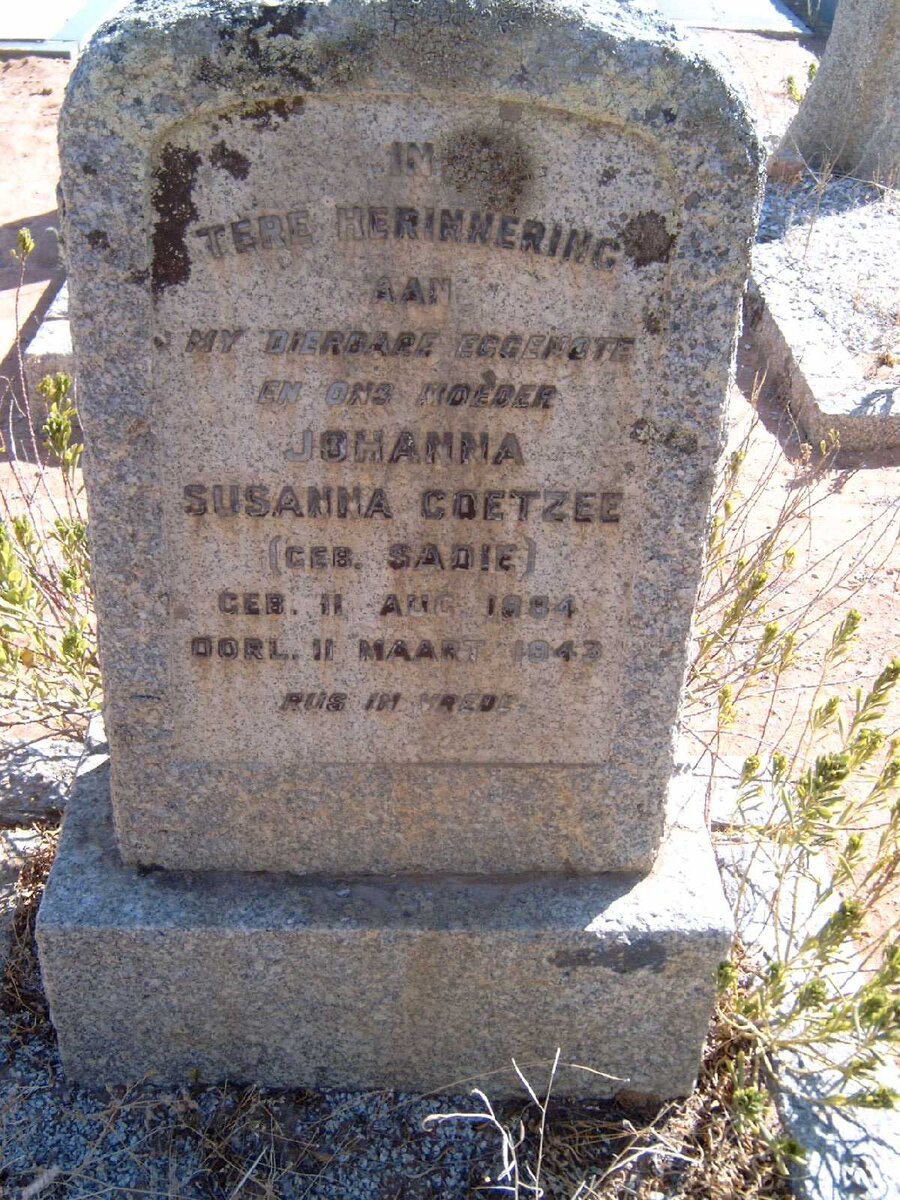 IN
TERE HERINNERING
AAN
MY DIERBARE EGGENOTE
EN ONS MOEDER
JOHANNA
SUSANNA COETZEE
(GEB. SADIE)
GEB. 11 AUG. 1884
OORL. 11 MAART 1943
RUS IN VREDE